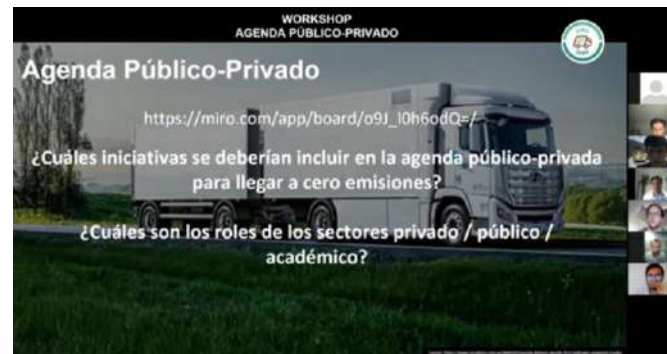 WORKSHOP
AGENDA PÚBLICO-PRIVADO
Agenda Público-Privado
https://miro.com/app/board/o9J_l0h6odQ=/
¿Cuáles iniciativas se deberían incluir en la agenda público-privada
para llegar a cero emisiones?
¿Cuáles son los roles de los sectores privado / público /
académico?